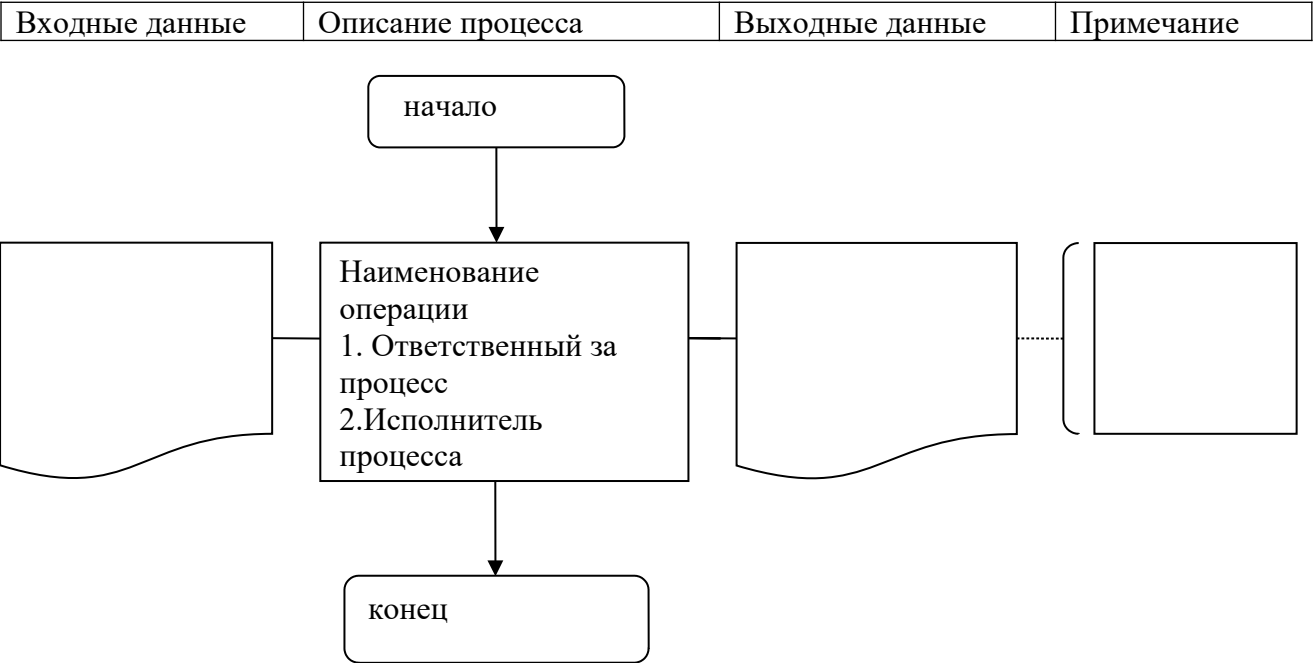 Входные данные
Описание процесса
Выходные данные
Примечание
начало
Наименование
операции
1. Ответственный за
процесс
2.Исполнитель
процесса
конец